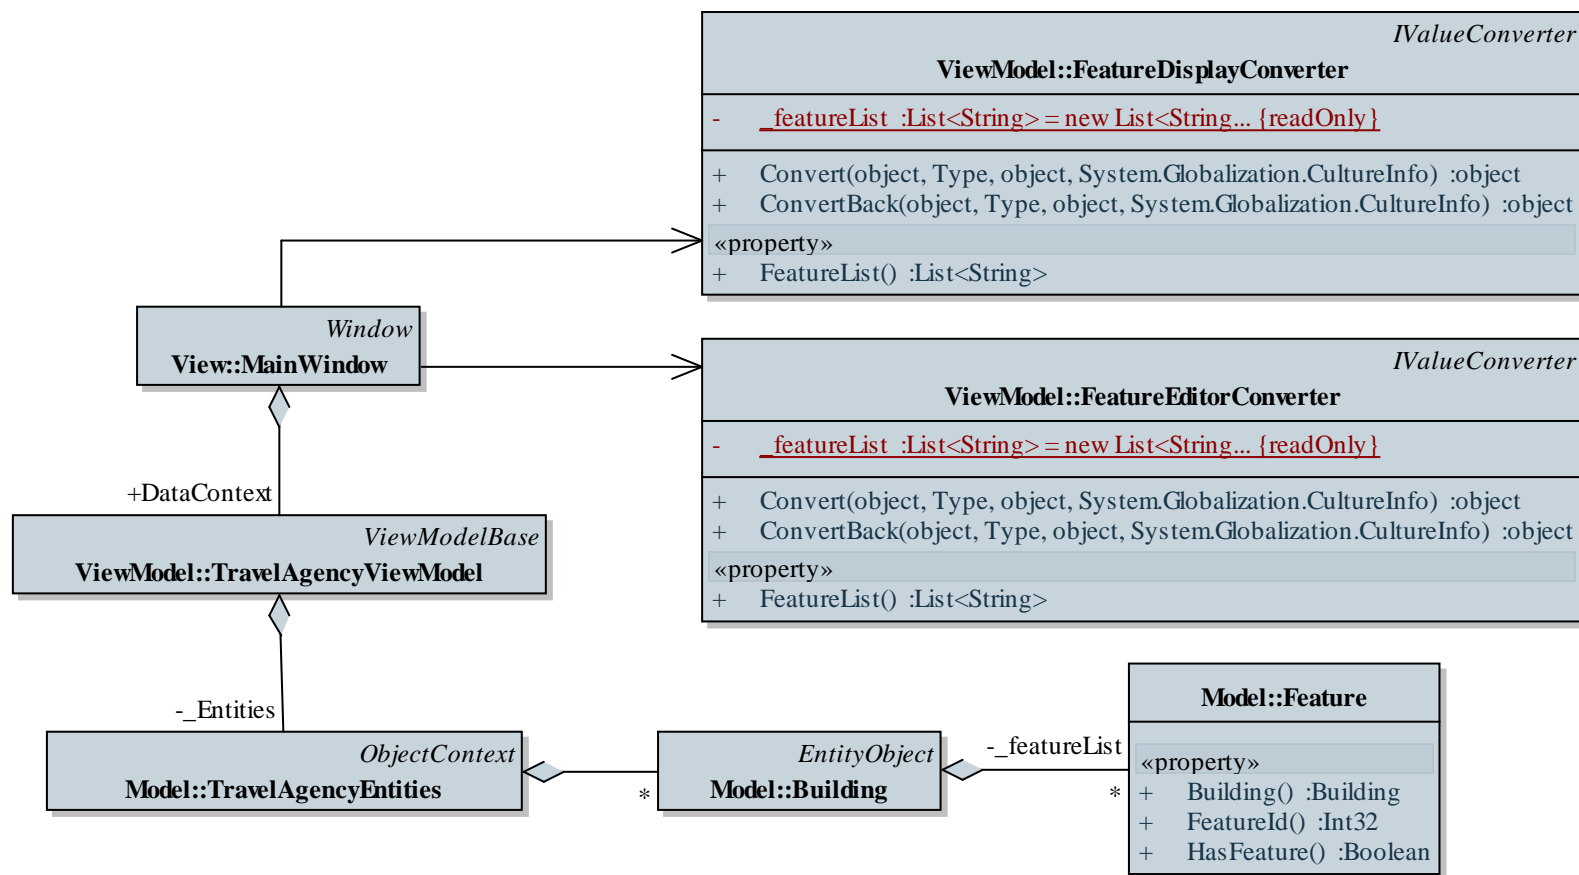 IValueConverter
ViewModel::FeatureDisplayConverter
- _featureList :List<String> = new List<String... {readOnly}
+ Convert(object, Type, object, System.Globalization.CultureInfo) :object
+ ConvertBack(object, Type, object, System.Globalization.CultureInfo) :object
«property»
+ FeatureList() :List<String>
Window
View::MainWindow
IValueConverter
ViewModel::FeatureEditorConverter
- _featureList :List<String> = new List<String... {readOnly}
+ Convert(object, Type, object, System.Globalization.CultureInfo) :object
+ ConvertBack(object, Type, object, System.Globalization.CultureInfo) :object
«property»
+ FeatureList() :List<String>
+DataContext
ViewModelBase
ViewModel::TravelAgencyViewModel
-_Entities
ObjectContext
Model::TravelAgencyEntities
*
EntityObject
Model::Building
-_featureList
*
Model::Feature
«property»
+ Building() :Building
+ FeatureId() :Int32
+ HasFeature() :Boolean